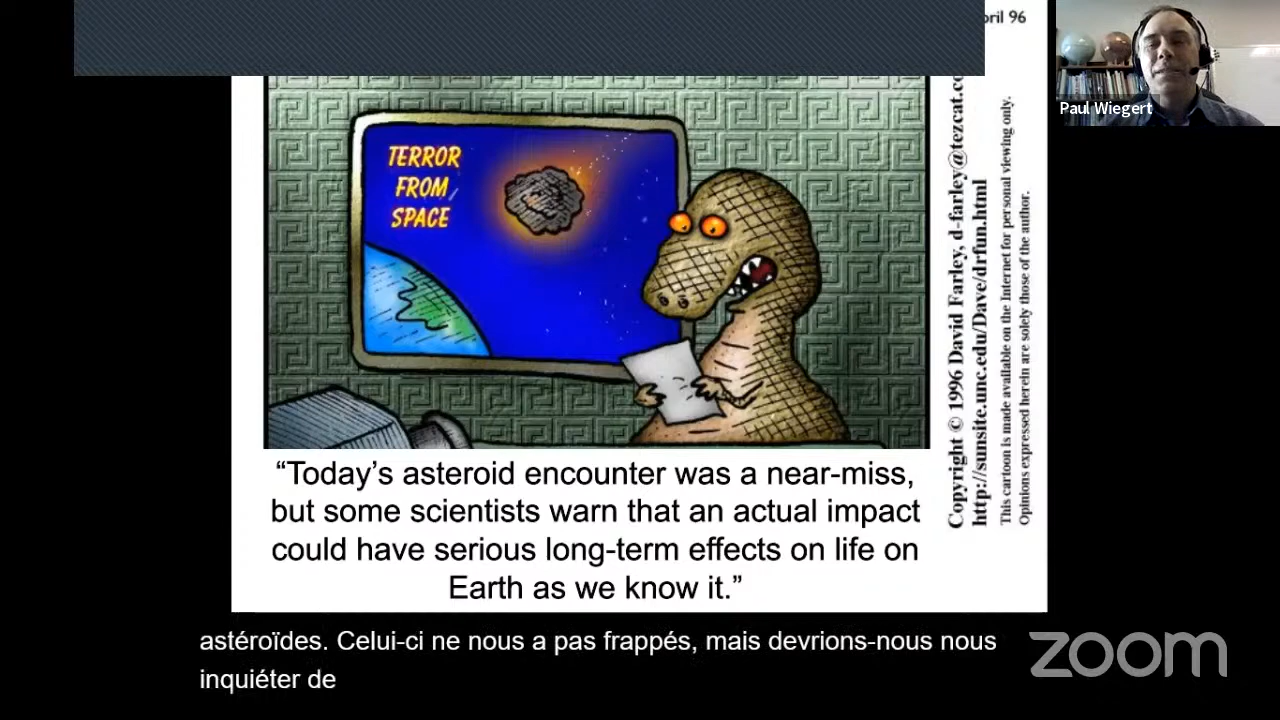 oril 96
Paul Wiegert
TERROR
FROM
SPACE
Copyright © 1996 David Farley, d-farley@tezcat.co
http://sunsite.unc.edu/Dave/drfun.html
This cartoon is made available on the Internet for personal viewing only.
Opinions expressed herein are solely those of the author.
“Today’s asteroid encounter was a near-miss,
but some scientists warn that an actual impact
could have serious long-term effects on life on
Earth as we know it.”
astéroïdes. Celui-ci ne nous a pas frappés, mais devrions-nous nous
inquiéter de
zoom